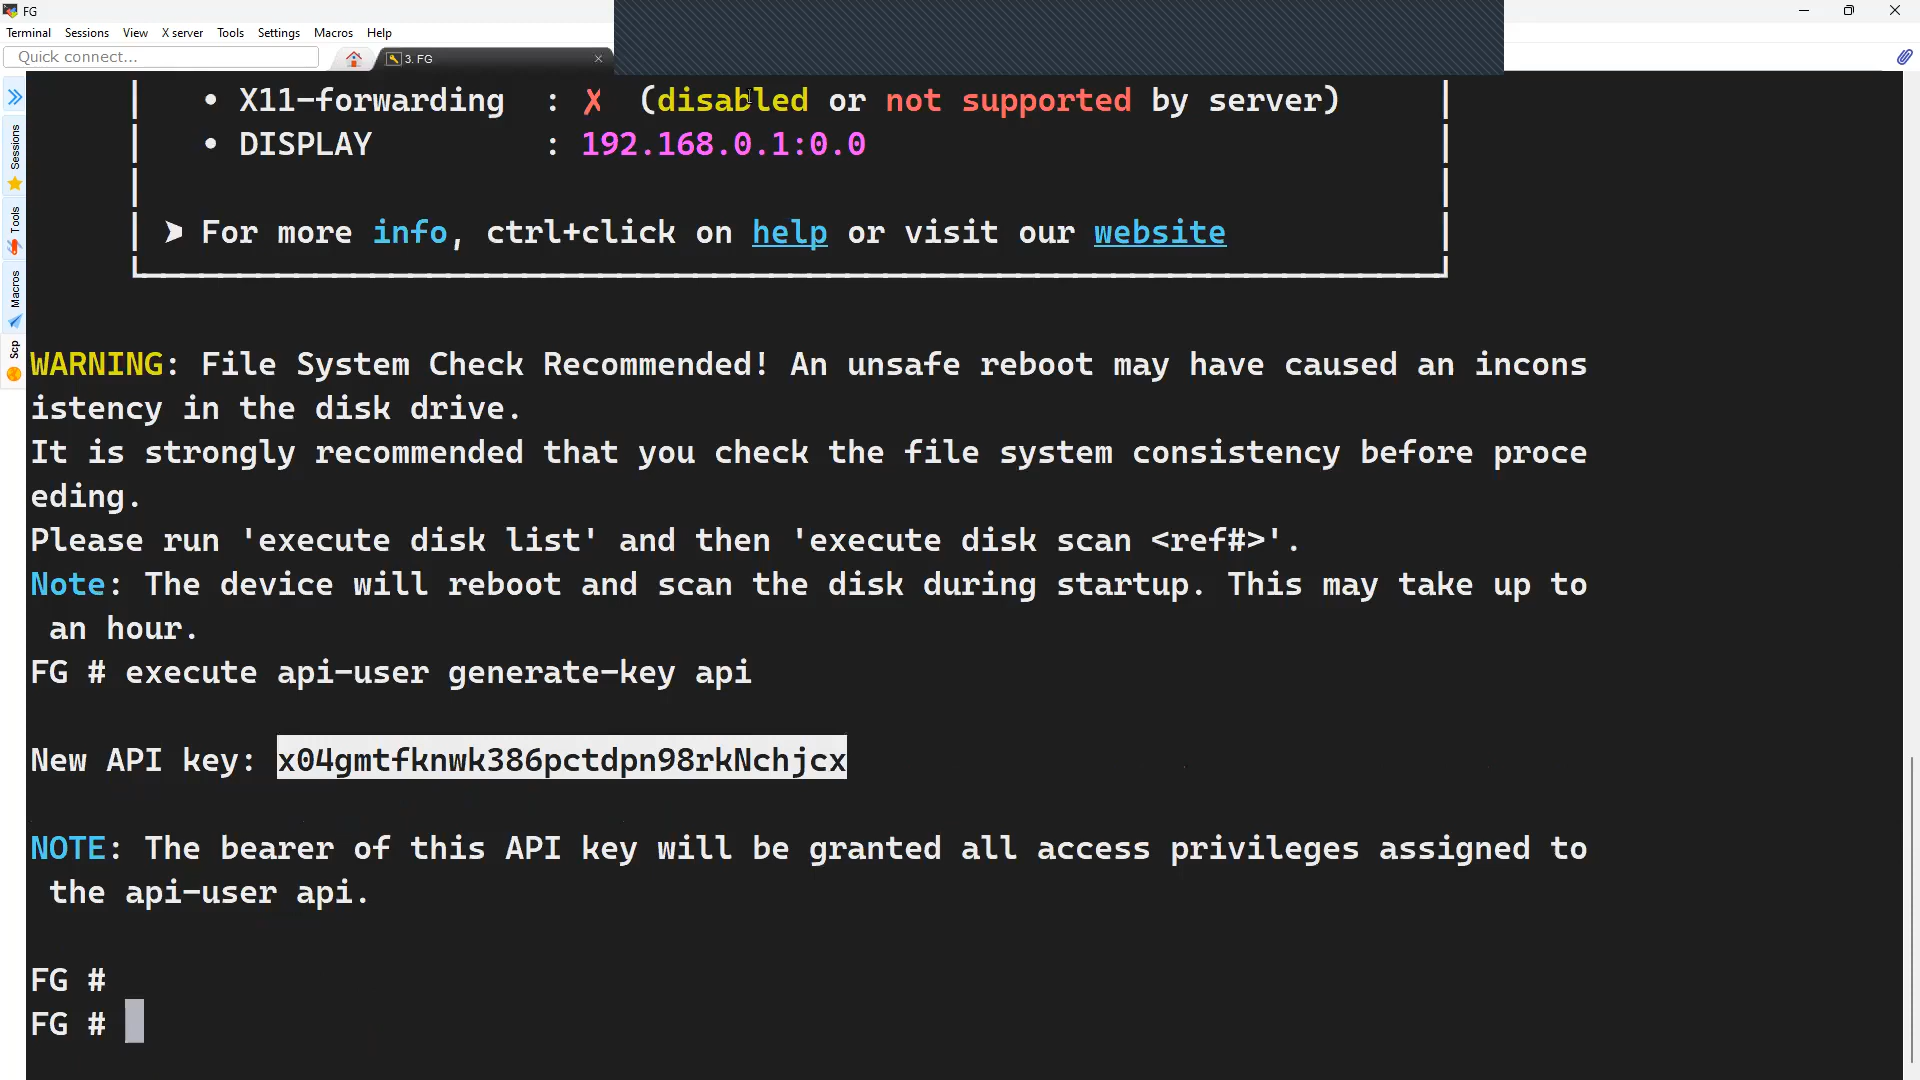 FG
Terminal Sessions View X server Tools Settings Macros Help
Quick connect...
3. FG
Sessions
Tools
Macros
Scp
• X11-forwarding : ✗ (disabled or not supported by server)
• DISPLAY : 192.168.0.1:0.0
➤ For more info, ctrl+click on help or visit our website
WARNING: File System Check Recommended! An unsafe reboot may have caused an incons
istency in the disk drive.
It is strongly recommended that you check the file system consistency before proce
eding.
Please run 'execute disk list' and then 'execute disk scan <ref#>'.
Note: The device will reboot and scan the disk during startup. This may take up to
an hour.
FG # execute api-user generate-key api
New API key: x04gmtfknwk386pctdpn98rkNchjcx
NOTE: The bearer of this API key will be granted all access privileges assigned to
the api-user api.
FG #
FG #